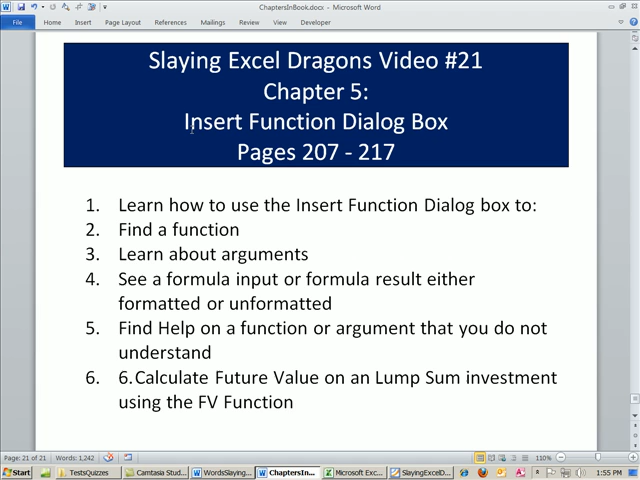 ChaptersInBook.docx - Microsoft Word
File Home Insert Page Layout References Mailings Review View Developer
Slaying Excel Dragons Video #21
Chapter 5:
Insert Function Dialog Box
Pages 207 - 217
1. Learn how to use the Insert Function Dialog box to:
2. Find a function
3. Learn about arguments
4. See a formula input or formula result either
formatted or unformatted
5. Find Help on a function or argument that you do not
understand
6. 6.Calculate Future Value on an Lump Sum investment
using the FV Function
Page: 21 of 21 Words: 1,242 110%
Start TestsQuizzes Camtasia Stud... WordsSlaying... ChaptersInB... Microsoft Exc... SlayingExcelD... 1:55 PM